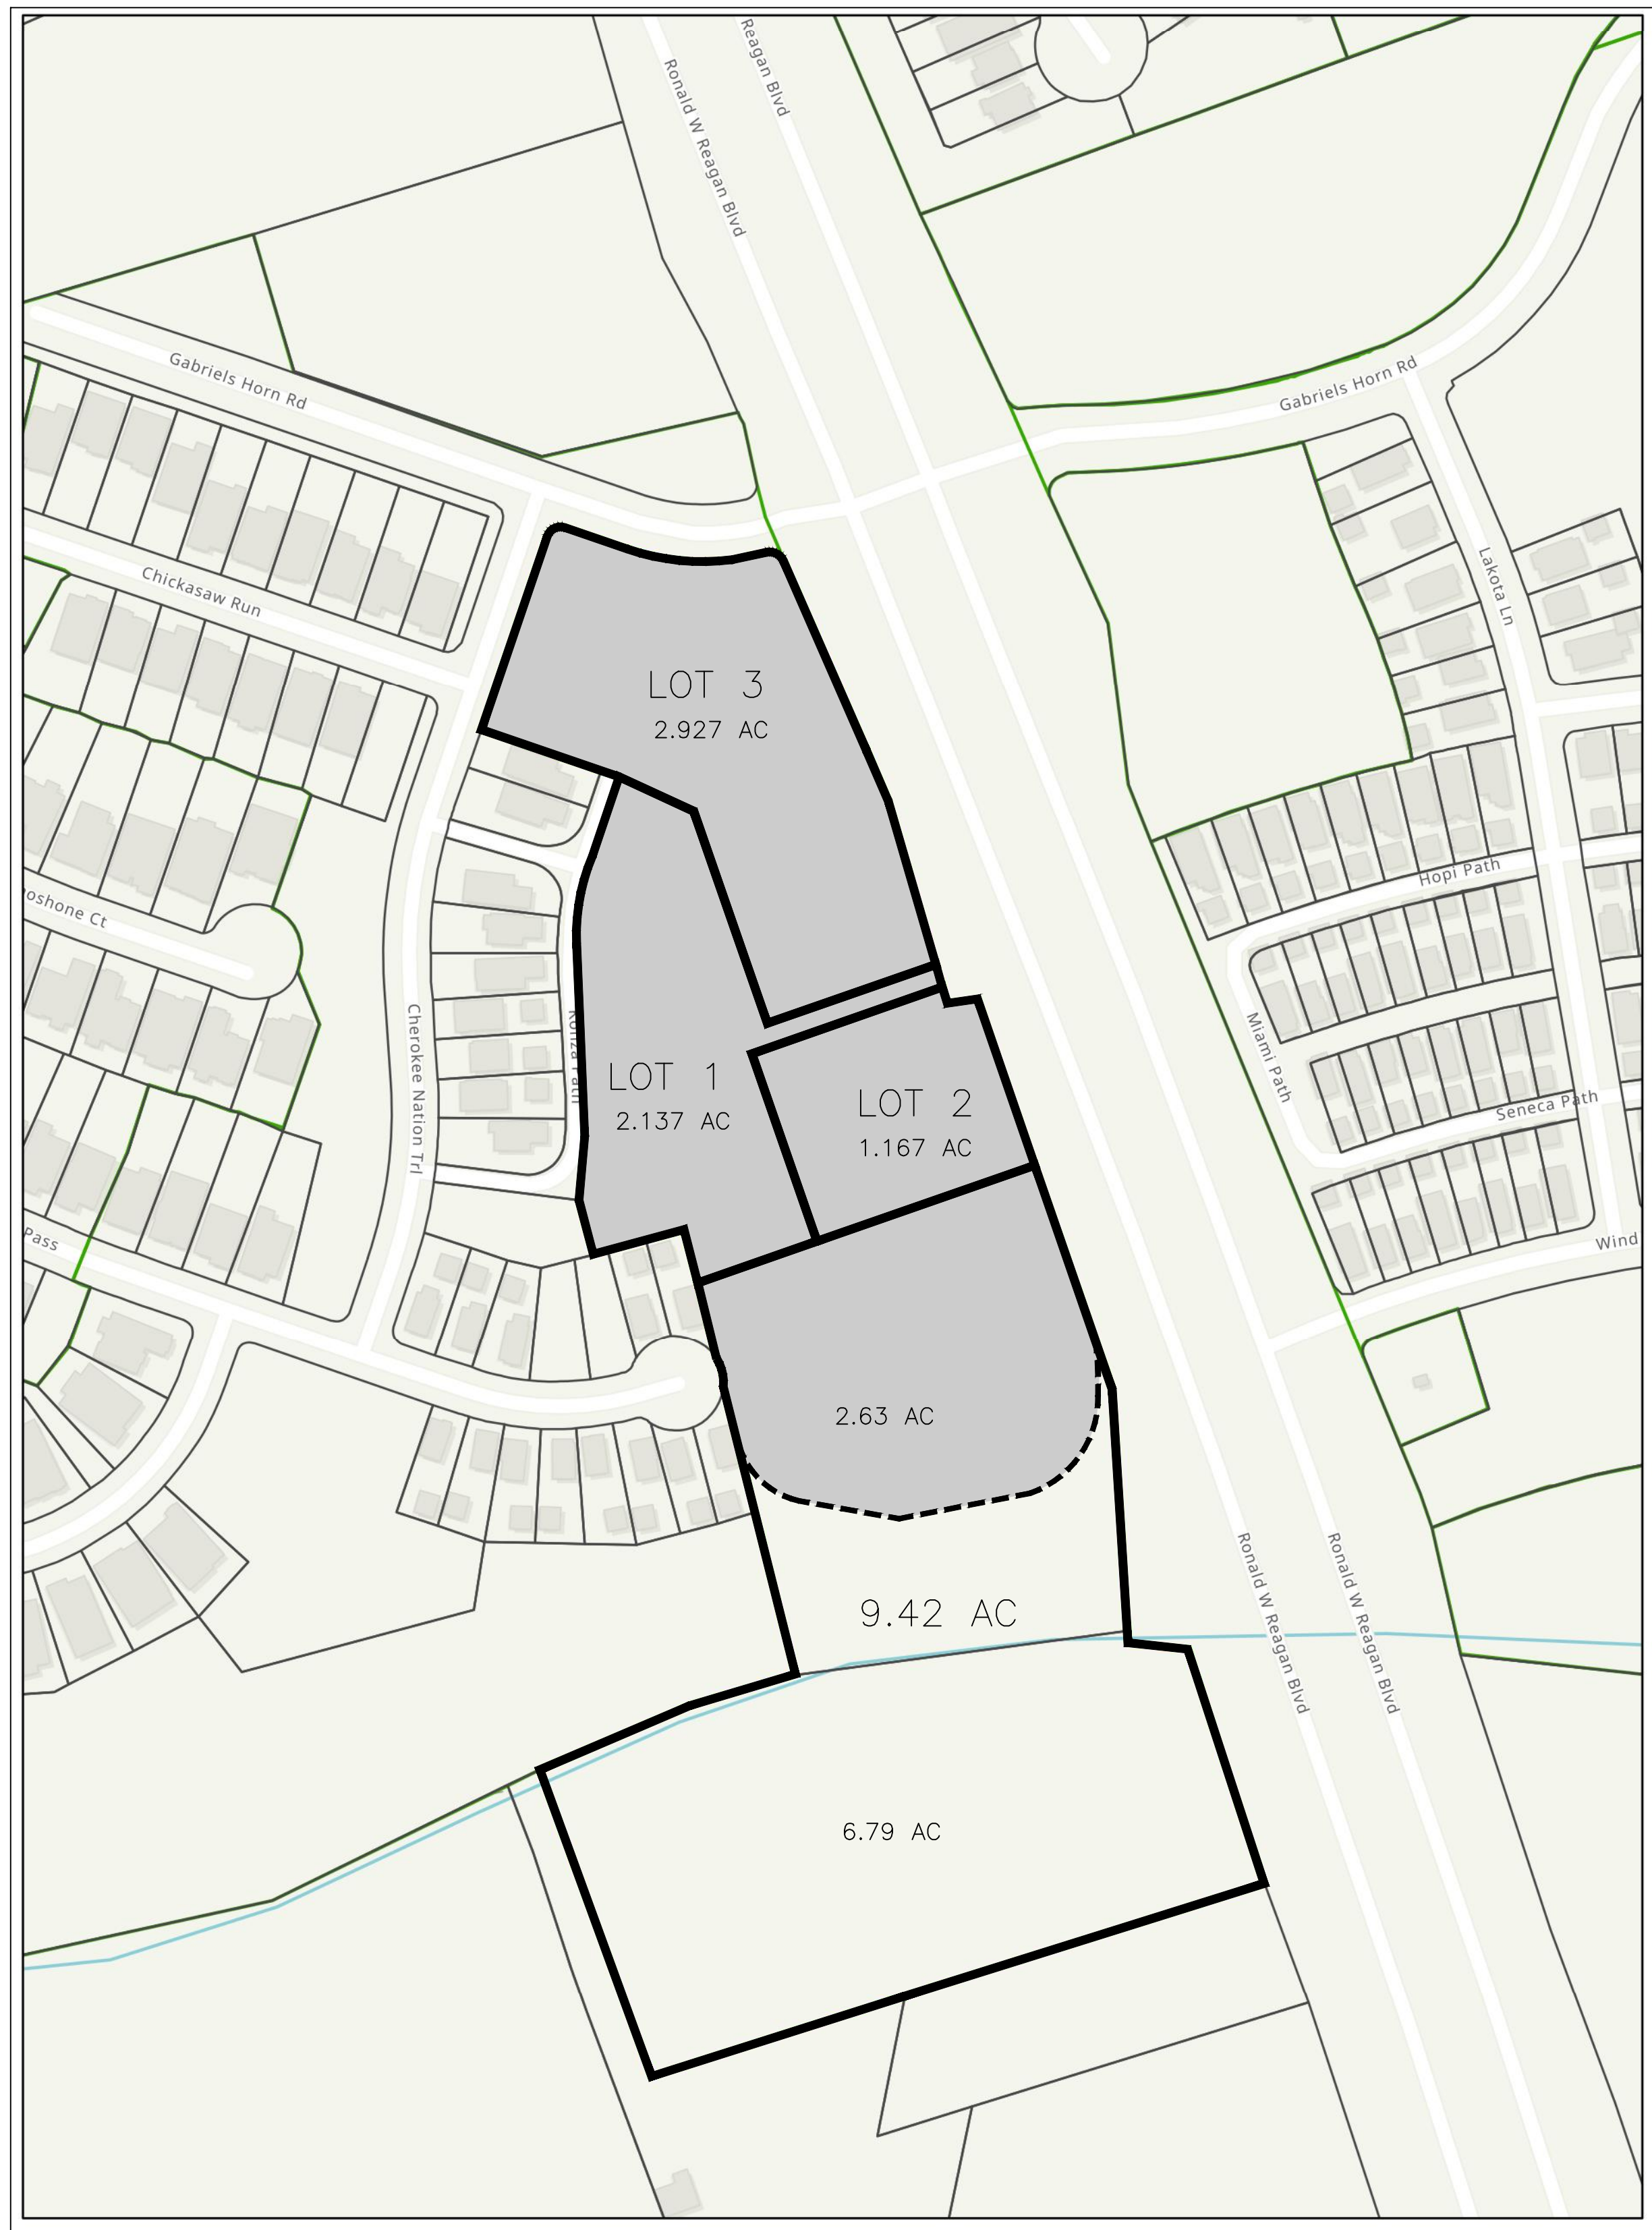 Reagan Blvd
Ronald W Reagan Blvd
Gabriels Horn Rd
Gabriels Horn Rd
Chickasaw Run
Lakota Ln
LOT 3
2.927 AC
Hopi Path
oshone Ct
Cherokee Nation Trl
Miami Path
LOT 1
2.137 AC
LOT 2
1.167 AC
Seneca Path
Pass
Wind
2.63 AC
Ronald W Reagan Blvd
Ronald W Reagan Blvd
9.42 AC
6.79 AC